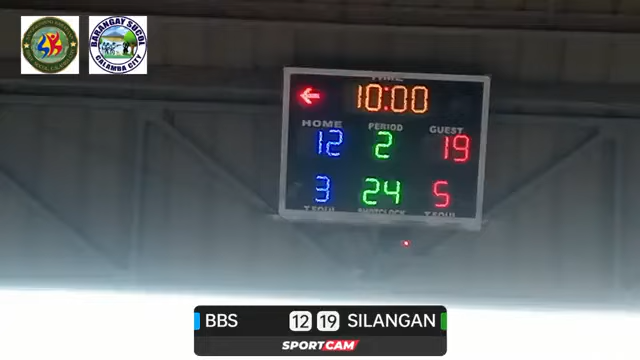 BARANGAY SUCOL
CALAMBA CITY
TIME
10:00
HOME PERIOD GUEST
12 2 19
3 24 5
T.FOUL SHOTCLOCK T.FOUL
BBS 12 19 SILANGAN
SPORTCAM